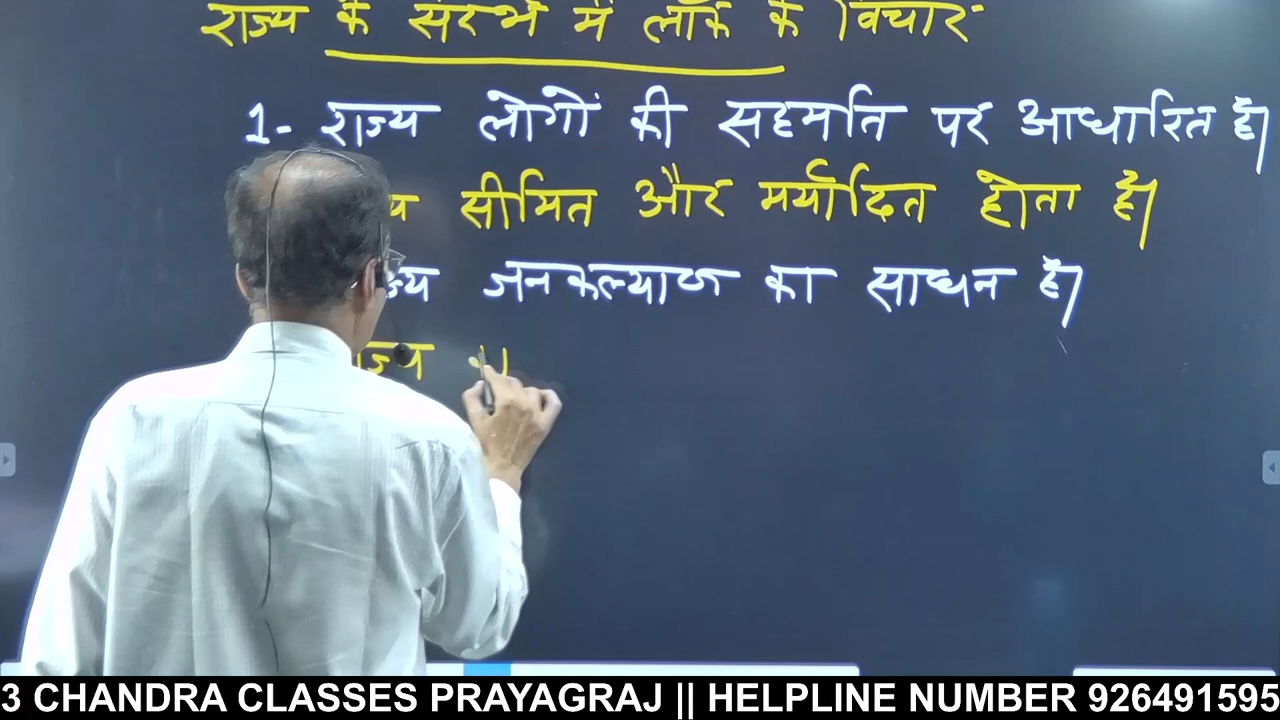 राज्य के संदर्भ में लॉक के विचार
1- राज्य लोगों की सहमति पर आधारित है।
सीमित और मर्यादित होता है।
राज्य जनकल्याण का साधन है।
राज्य
3 CHANDRA CLASSES PRAYAGRAJ || HELPLINE NUMBER 926491595